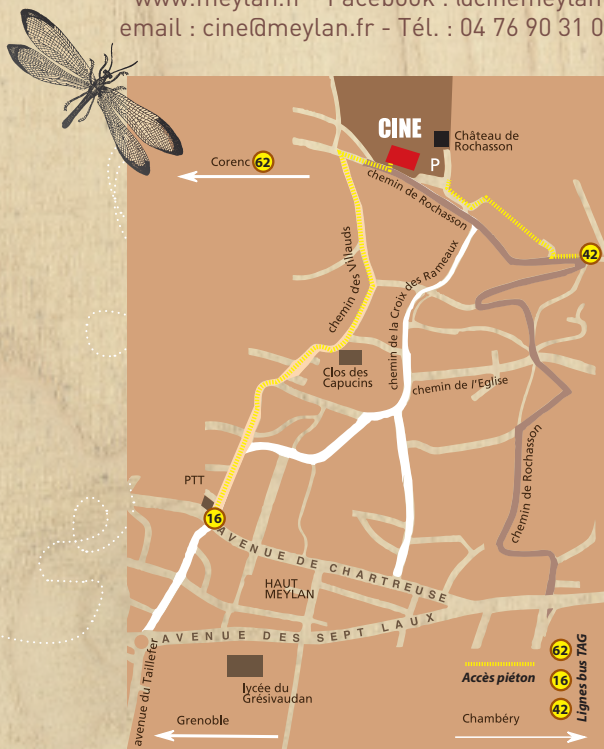 email : cine@meylan.fr - Tél. : 04 76 90 31 0
CINE
Château de
Rochasson
P
Corenc 62
chemin de Rochasson
42
chemin des Villauds
chemin de la Croix des Rameaux
Clos des
Capucins
chemin de l'Eglise
chemin de Rochasson
PTT
16
AVENUE DE CHARTREUSE
HAUT
MEYLAN
AVENUE DES SEPT LAUX
avenue du Taillefer
lycée du
Grésivaudan
Grenoble
Chambéry
Accès piéton
62
16
42
Lignes bus TAG